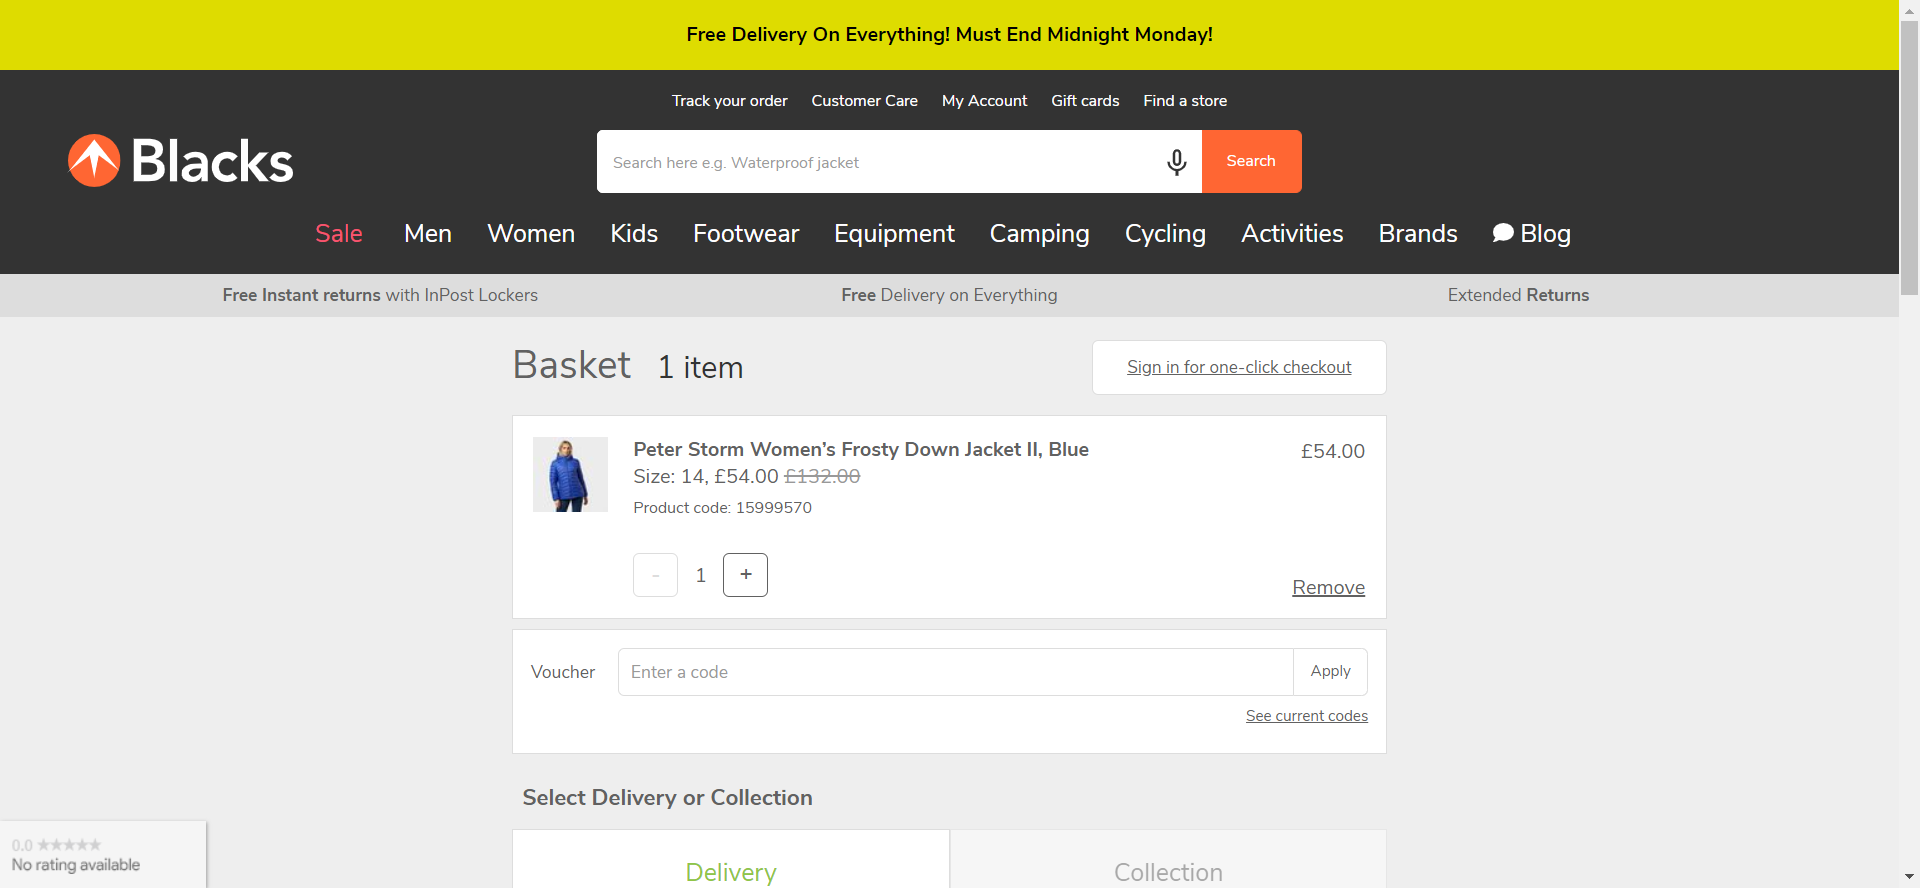 Free Delivery On Everything! Must End Midnight Monday!
Track your order Customer Care My Account Gift cards Find a store
Blacks
Search here e.g. Waterproof jacket
Search
Sale Men Women Kids Footwear Equipment Camping Cycling Activities Brands Blog
Free Instant returns with InPost Lockers
Free Delivery on Everything
Extended Returns
Basket 1 item
Sign in for one-click checkout
Peter Storm Women’s Frosty Down Jacket II, Blue
£54.00
Size: 14, £54.00 £132.00
Product code: 15999570
- 1 +
Remove
Voucher
Enter a code
Apply
See current codes
Select Delivery or Collection
Delivery
Collection
0.0 ★★★★★
No rating available